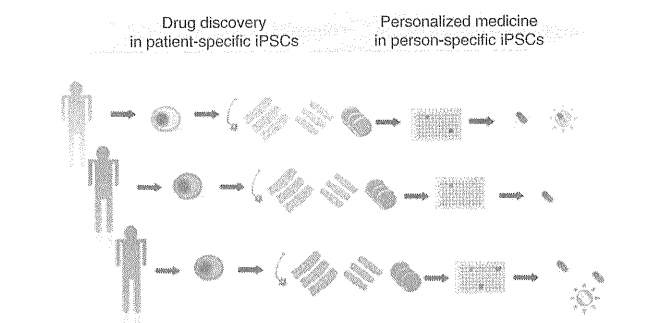 Drug discovery
in patient-specific iPSCs
Personalized medicine
in person-specific iPSCs